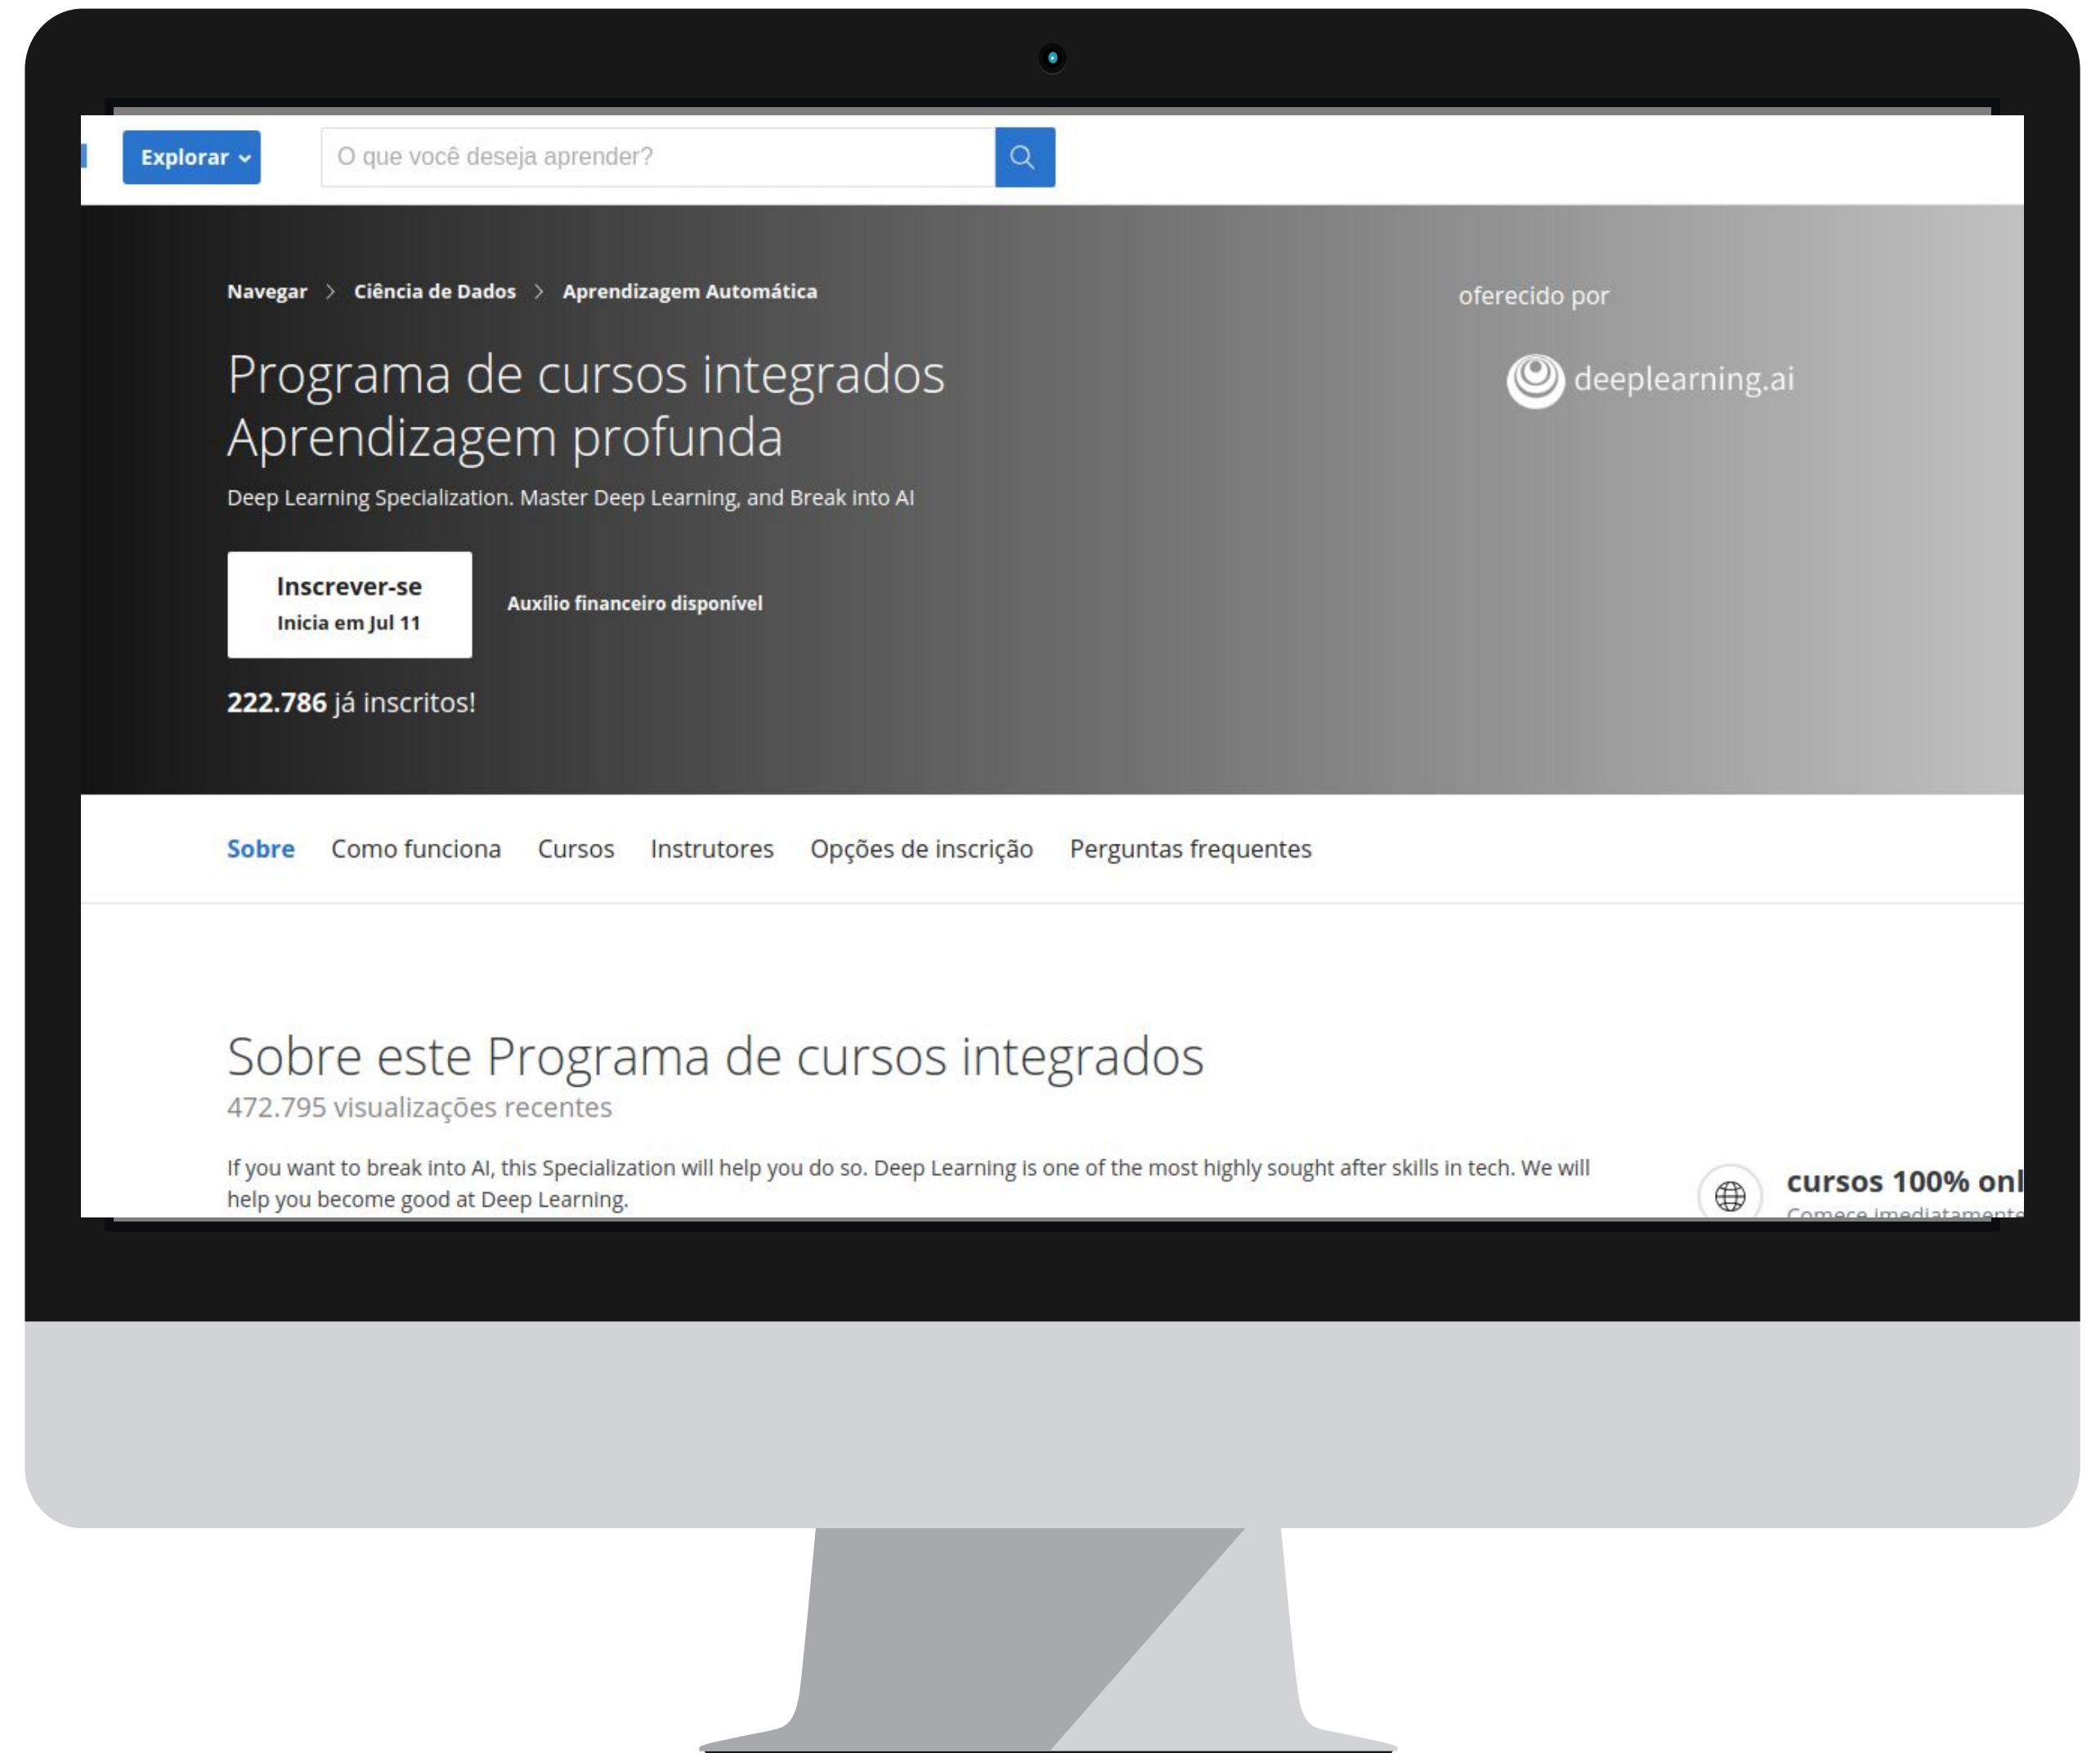 Explorar
O que você deseja aprender?
Navegar > Ciência de Dados > Aprendizagem Automática
oferecido por
deeplearning.ai
Programa de cursos integrados
Aprendizagem profunda
Deep Learning Specialization. Master Deep Learning, and Break into AI
Inscrever-se
Inicia em Jul 11
Auxílio financeiro disponível
222.786 já inscritos!
Sobre Como funciona Cursos Instrutores Opções de inscrição Perguntas frequentes
Sobre este Programa de cursos integrados
472.795 visualizações recentes
If you want to break into AI, this Specialization will help you do so. Deep Learning is one of the most highly sought after skills in tech. We will
help you become good at Deep Learning.
cursos 100% onl
Comece imediatamente